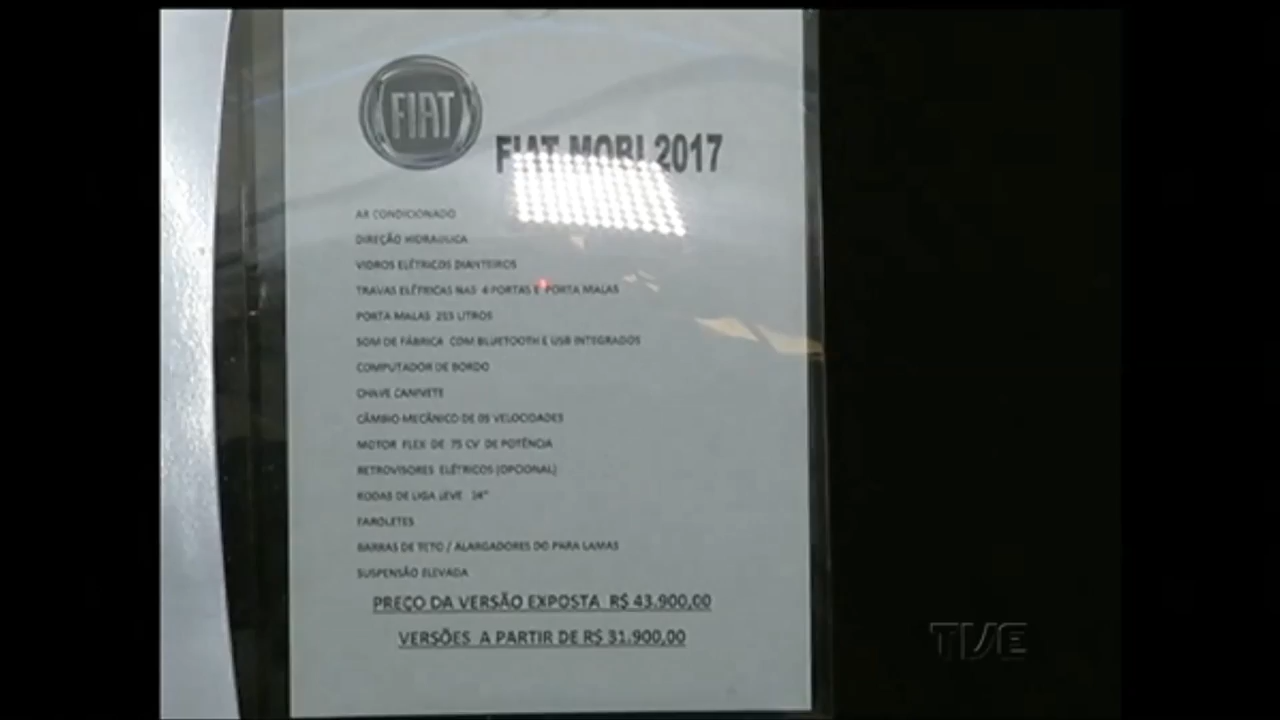 FIAT
FIAT MOBI 2017
AR CONDICIONADO
DIREÇÃO HIDRAULICA
VIDROS ELÉTRICOS DIANTEIROS
TRAVAS ELÉTRICAS NAS 4 PORTAS E PORTA MALAS
PORTA MALAS 215 LITROS
SOM DE FÁBRICA COM BLUETOOTH E USB INTEGRADOS
COMPUTADOR DE BORDO
CHAVE CANIVETE
CÂMBIO MECÂNICO DE 05 VELOCIDADES
MOTOR FLEX DE 75 CV DE POTÊNCIA
RETROVISORES ELÉTRICOS (OPCIONAL)
RODAS DE LIGA LEVE 14"
FAROLETES
BARRAS DE TETO / ALARGADORES DO PARA LAMAS
SUSPENSÃO ELEVADA
PREÇO DA VERSÃO EXPOSTA R$ 43.900,00
VERSÕES A PARTIR DE R$ 31.900,00
TVE